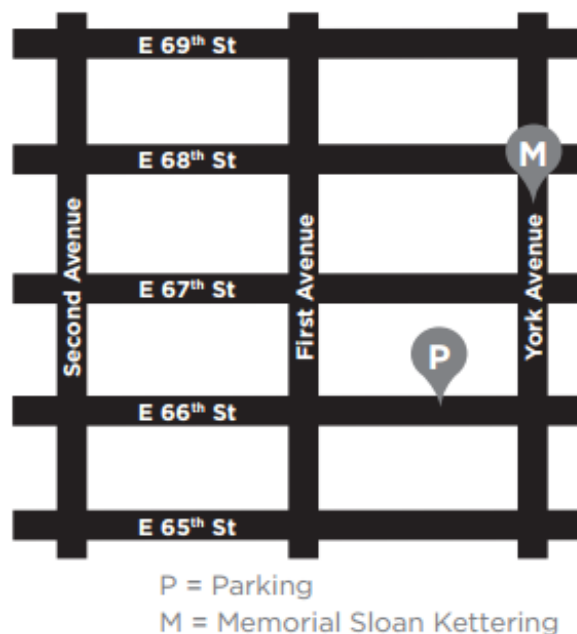 E 69th St
E 68th St
M
Second Avenue
First Avenue
York Avenue
E 67th St
P
E 66th St
E 65th St
P = Parking
M = Memorial Sloan Kettering